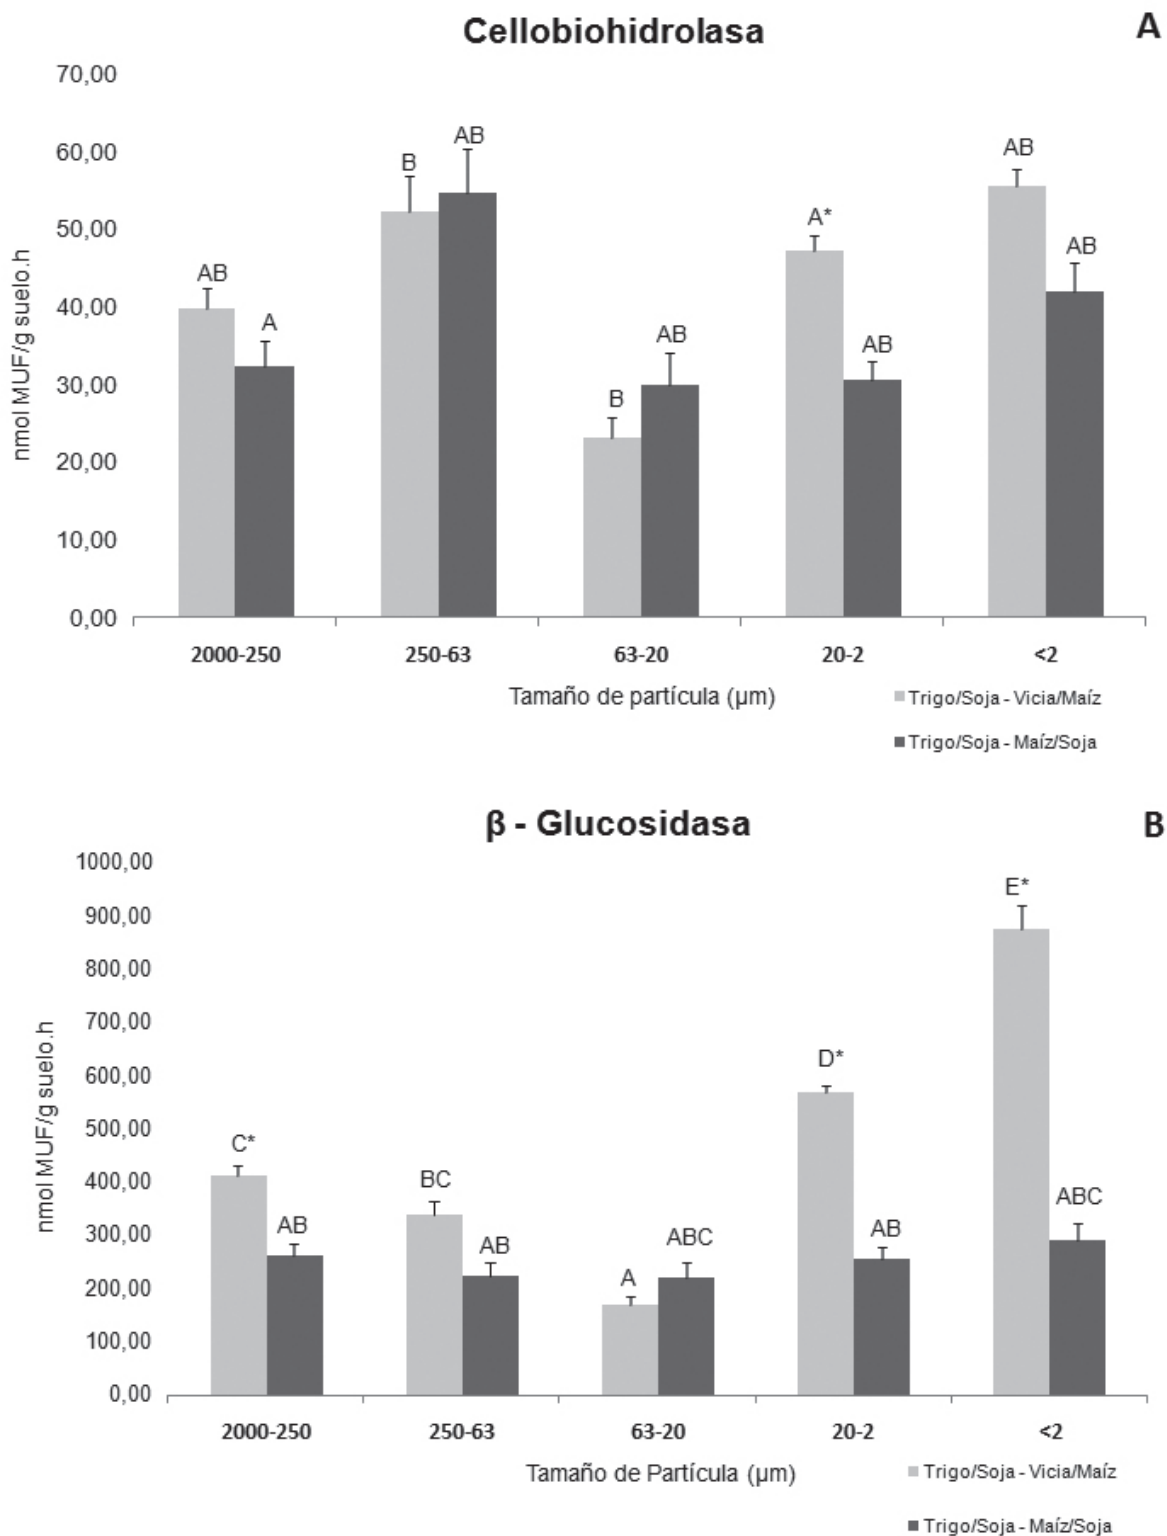 Cellobiohidrolasa
A
70,00
60,00
50,00
40,00
30,00
20,00
10,00
0,00
nmol MUF/g suelo.h
AB
A
B
AB
B
AB
A*
AB
AB
AB
2000-250
250-63
63-20
20-2
<2
Tamaño de partícula (µm)
Trigo/Soja - Vicia/Maíz
Trigo/Soja - Maíz/Soja
β - Glucosidasa
B
1000,00
900,00
800,00
700,00
600,00
500,00
400,00
300,00
200,00
100,00
0,00
nmol MUF/g suelo.h
C*
AB
BC
AB
A
ABC
D*
AB
E*
ABC
2000-250
250-63
63-20
20-2
<2
Tamaño de Partícula (µm)
Trigo/Soja - Vicia/Maíz
Trigo/Soja - Maíz/Soja